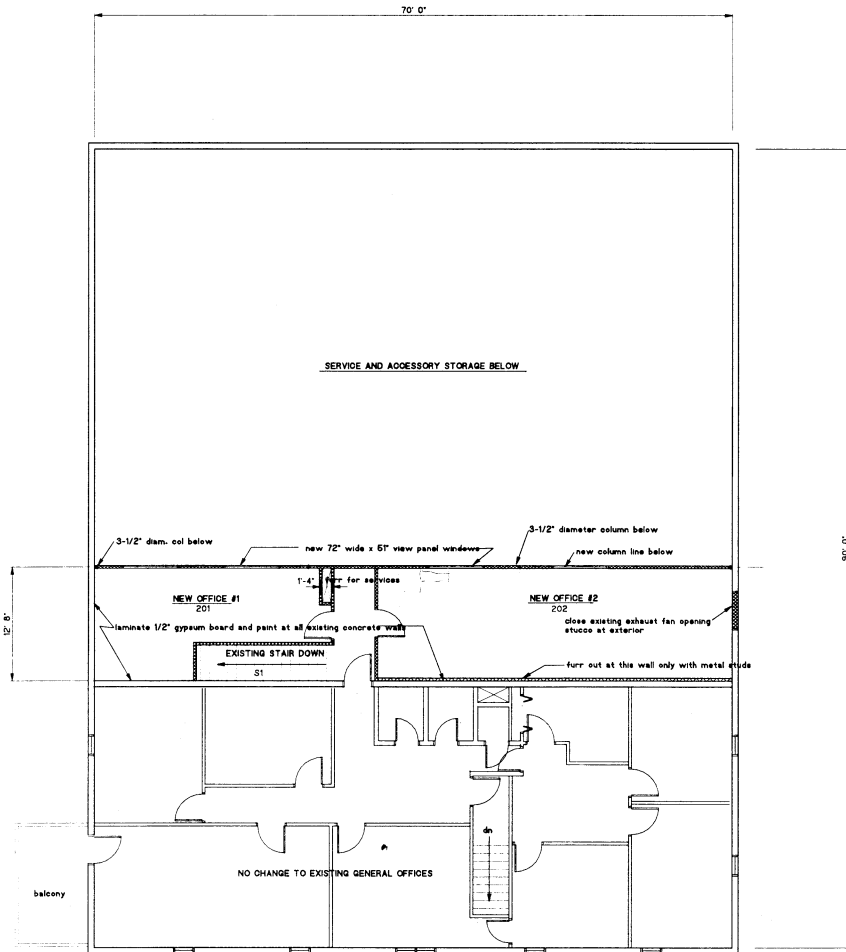 70' 0"
SERVICE AND ACCESSORY STORAGE BELOW
3-1/2" diameter column below
3-1/2" diam. col below
new 72" wide x 51" view panel windows
new column line below
1'-4"
furr for services
NEW OFFICE #1
201
NEW OFFICE #2
202
close existing exhaust fan opening
stucco at exterior
12' 8"
90' 0"
laminate 1/2" gypsum board and paint at all existing concrete walls
EXISTING STAIR DOWN
S1
furr out at this wall only with metal studs
dn
NO CHANGE TO EXISTING GENERAL OFFICES
balcony